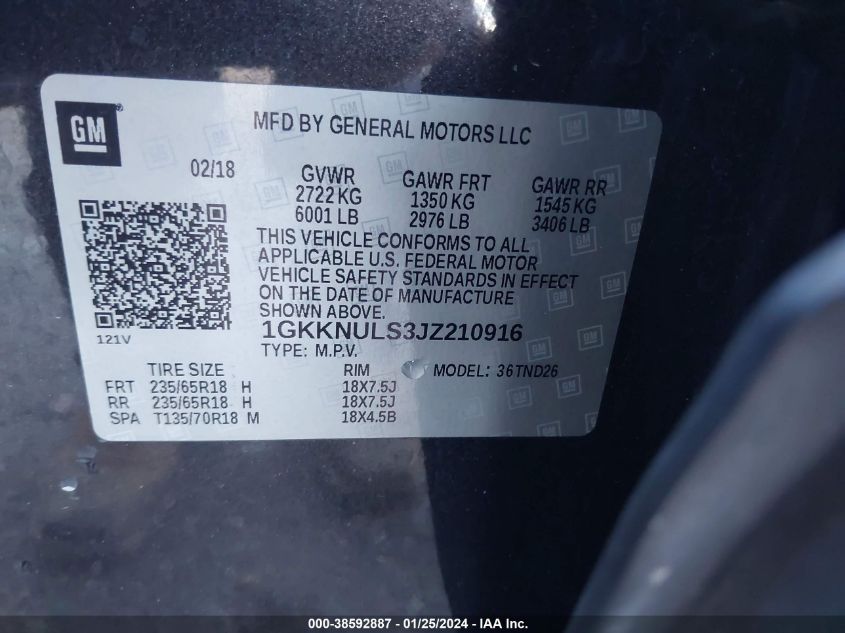 GM
MFD BY GENERAL MOTORS LLC
02/18
GVWR GAWR FRT GAWR RR
2722 KG 1350 KG 1545 KG
6001 LB 2976 LB 3406 LB
THIS VEHICLE CONFORMS TO ALL
APPLICABLE U.S. FEDERAL MOTOR
VEHICLE SAFETY STANDARDS IN EFFECT
ON THE DATE OF MANUFACTURE
SHOWN ABOVE.
1GKKNULS3JZ210916
121V
TYPE: M.P.V.
TIRE SIZE RIM MODEL: 36TND26
FRT 235/65R18 H 18X7.5J
RR 235/65R18 H 18X7.5J
SPA T135/70R18 M 18X4.5B
000-38592887 - 01/25/2024 - IAA Inc.